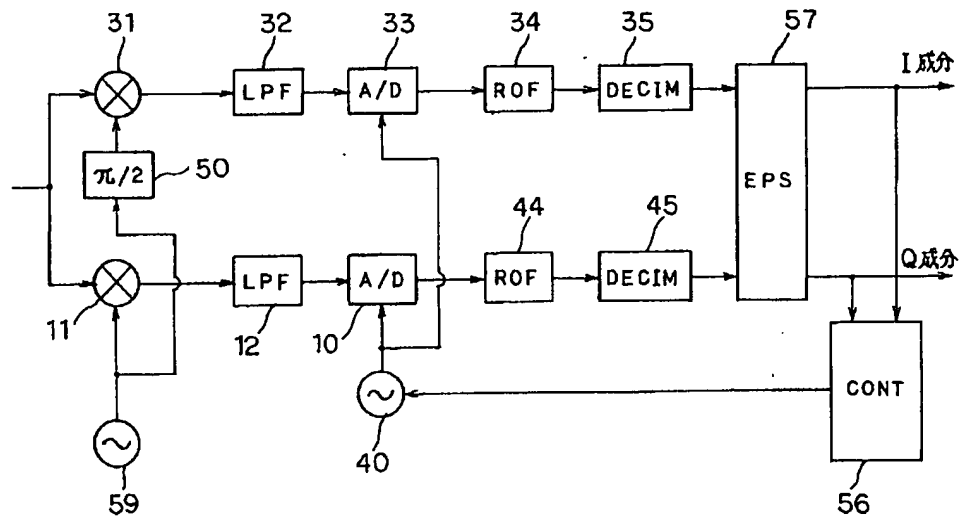 31
32
33
34
35
57
LPF
A/D
ROF
DECIM
I成分
π/2
50
EPS
44
45
Q成分
LPF
A/D
ROF
DECIM
11
12
10
CONT
40
59
56